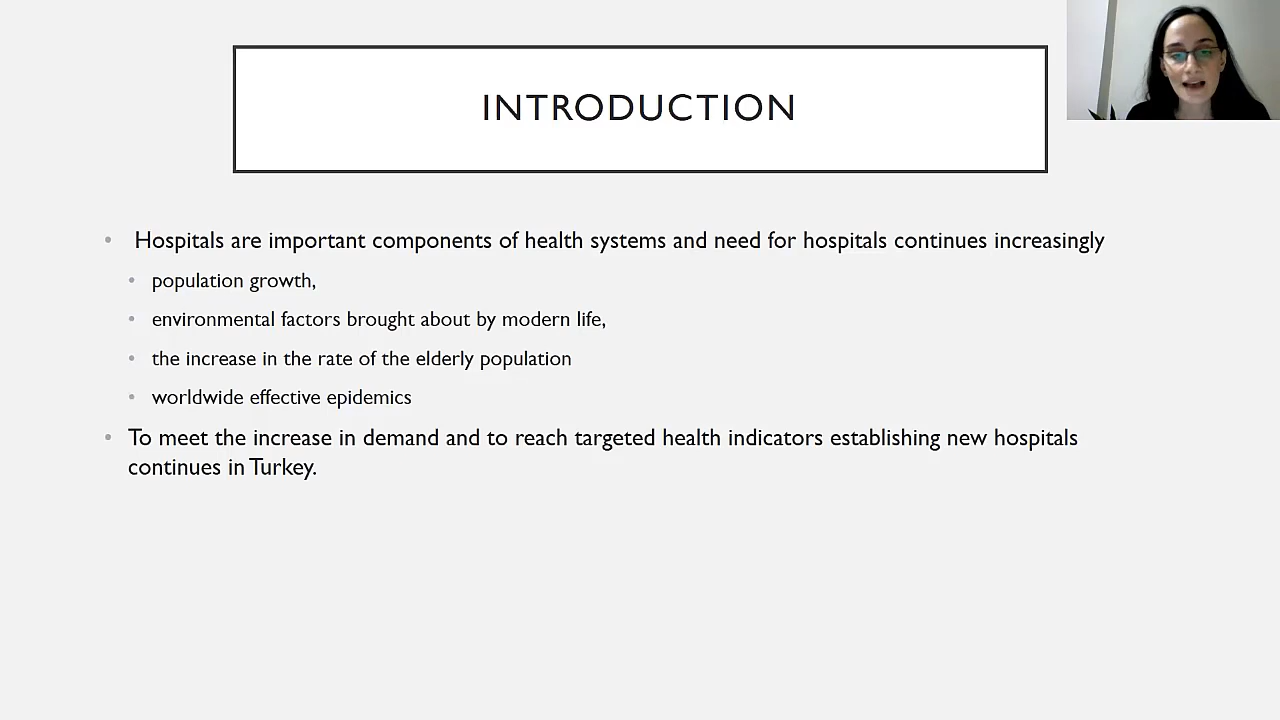 INTRODUCTION
• Hospitals are important components of health systems and need for hospitals continues increasingly
• population growth,
• environmental factors brought about by modern life,
• the increase in the rate of the elderly population
• worldwide effective epidemics
• To meet the increase in demand and to reach targeted health indicators establishing new hospitals
continues in Turkey.